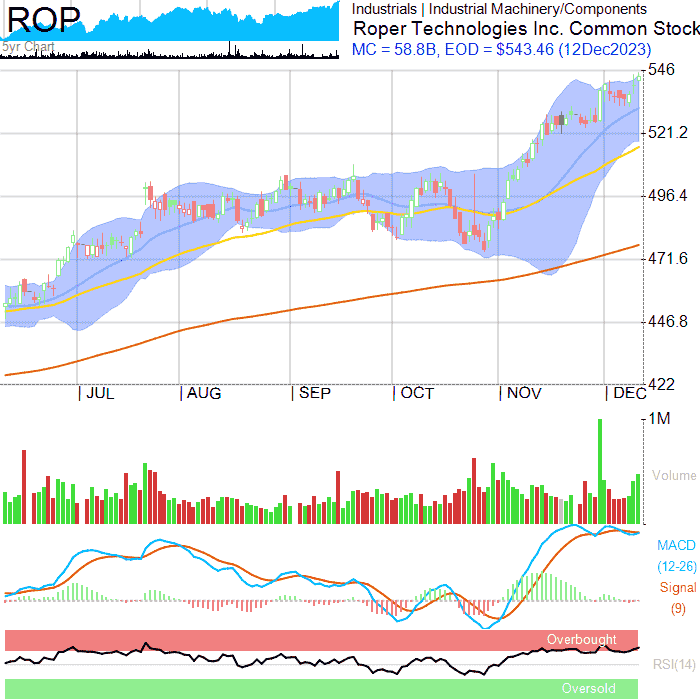 ROP
5yr Chart
Industrials | Industrial Machinery/Components
Roper Technologies Inc. Common Stock
MC = 58.8B, EOD = $543.46 (12Dec2023)
546
521.2
496.4
471.6
446.8
422
| JUL | AUG | SEP | OCT | NOV | DEC
1M
Volume
MACD
(12-26)
Signal
(9)
Overbought
RSI(14)
Oversold